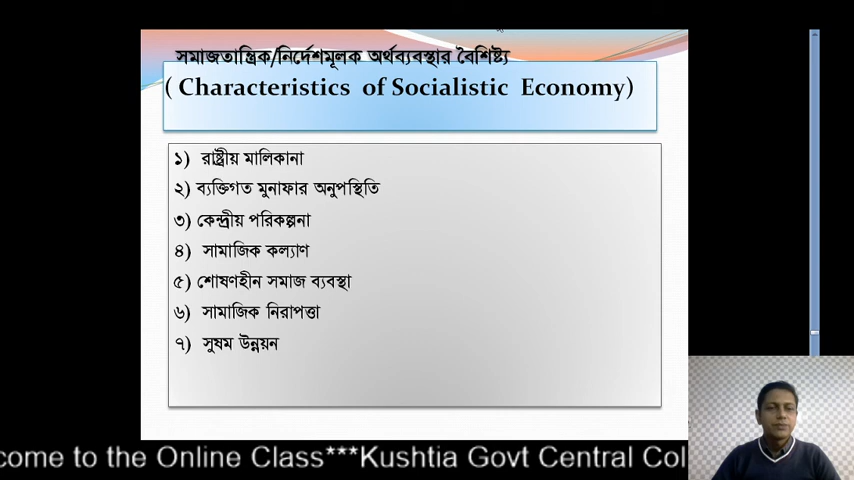 সমাজতান্ত্রিক/নির্দেশমূলক অর্থব্যবস্থার বৈশিষ্ট্য
( Characteristics of Socialistic Economy)
১) রাষ্ট্রীয় মালিকানা
২) ব্যক্তিগত মুনাফার অনুপস্থিতি
৩) কেন্দ্রীয় পরিকল্পনা
৪) সামাজিক কল্যাণ
৫) শোষণহীন সমাজ ব্যবস্থা
৬) সামাজিক নিরাপত্তা
৭) সুষম উন্নয়ন
come to the Online Class***Kushtia Govt Central Col